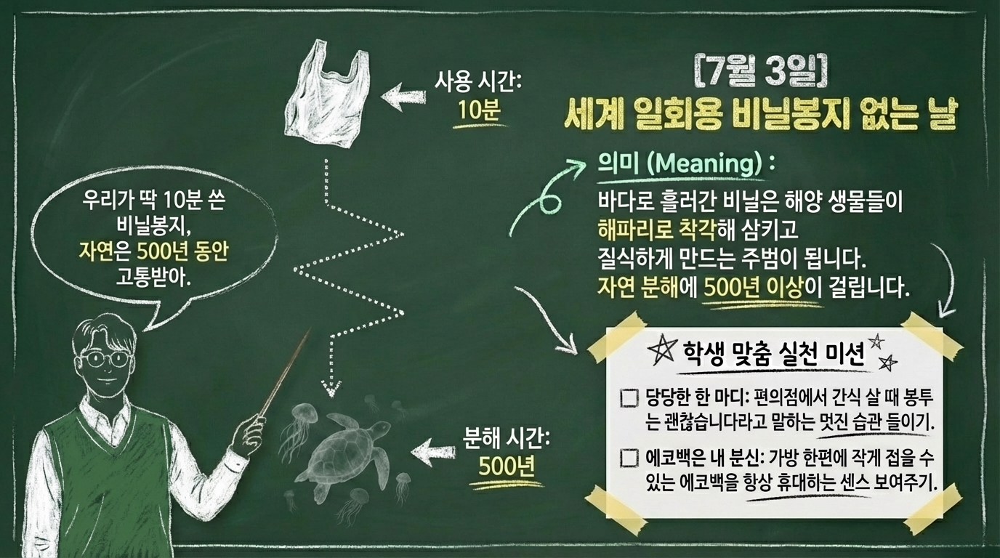 [7월 3일]
세계 일회용 비닐봉지 없는 날
사용 시간:
10분
우리가 딱 10분 쓴
비닐봉지,
자연은 500년 동안
고통받아.
의미 (Meaning) :
바다로 흘러간 비닐은 해양 생물들이
해파리로 착각해 삼키고
질식하게 만드는 주범이 됩니다.
자연 분해에 500년 이상이 걸립니다.
분해 시간:
500년
학생 맞춤 실천 미션
당당한 한 마디: 편의점에서 간식 살 때 봉투
는 괜찮습니다라고 말하는 멋진 습관 들이기.
에코백은 내 분신: 가방 한편에 작게 접을 수
있는 에코백을 항상 휴대하는 센스 보여주기.